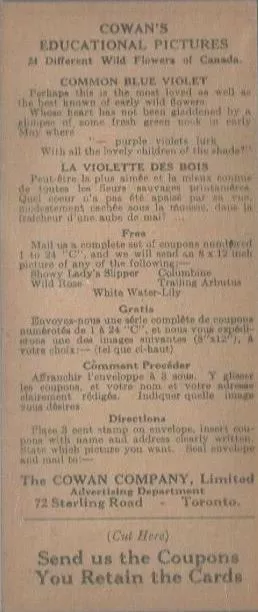 COWAN'S
EDUCATIONAL PICTURES
24 Different Wild Flowers of Canada.
COMMON BLUE VIOLET
Perhaps this is the most loved as well as
the best known of early wild flowers.
Whose heart has not been gladdened by a
glimpse of some fresh green nook in early
May where
"— purple violets lurk
With all the lovely children of the shade?"
LA VIOLETTE DES BOIS
Peut-être la plus aimée et la mieux connue
de toutes les fleurs sauvages printanières.
Quel coeur n'a pas été apaisé par sa vue,
modestement cachée sous la mousse, dans la
fraîcheur d'une aube de mai?
Free
Mail us a complete set of coupons numbered
1 to 24 "C", and we will send an 8 x 12 inch
picture of any of the following:—
Showy Lady's Slipper Columbine
Wild Rose Trailing Arbutus
White Water-Lily
Gratis
Envoyez-nous une série complète de coupons
numérotés de 1 à 24 "C", et nous vous expédi-
erons une des images suivantes (8"x12"), à
votre choix:— (tel que ci-haut)
Comment Procéder
Affranchir l'enveloppe à 3 sous. Y glisser
les coupons, et votre nom et votre adresse
clairement rédigés. Indiquer quelle image
vous désirez.
Directions
Place 3 cent stamp on envelope, insert cou-
pons with name and address clearly written.
State which picture you want. Seal envelope
and mail to:—
The COWAN COMPANY, Limited
Advertising Department
72 Sterling Road - Toronto.
(Cut Here)
Send us the Coupons
You Retain the Cards